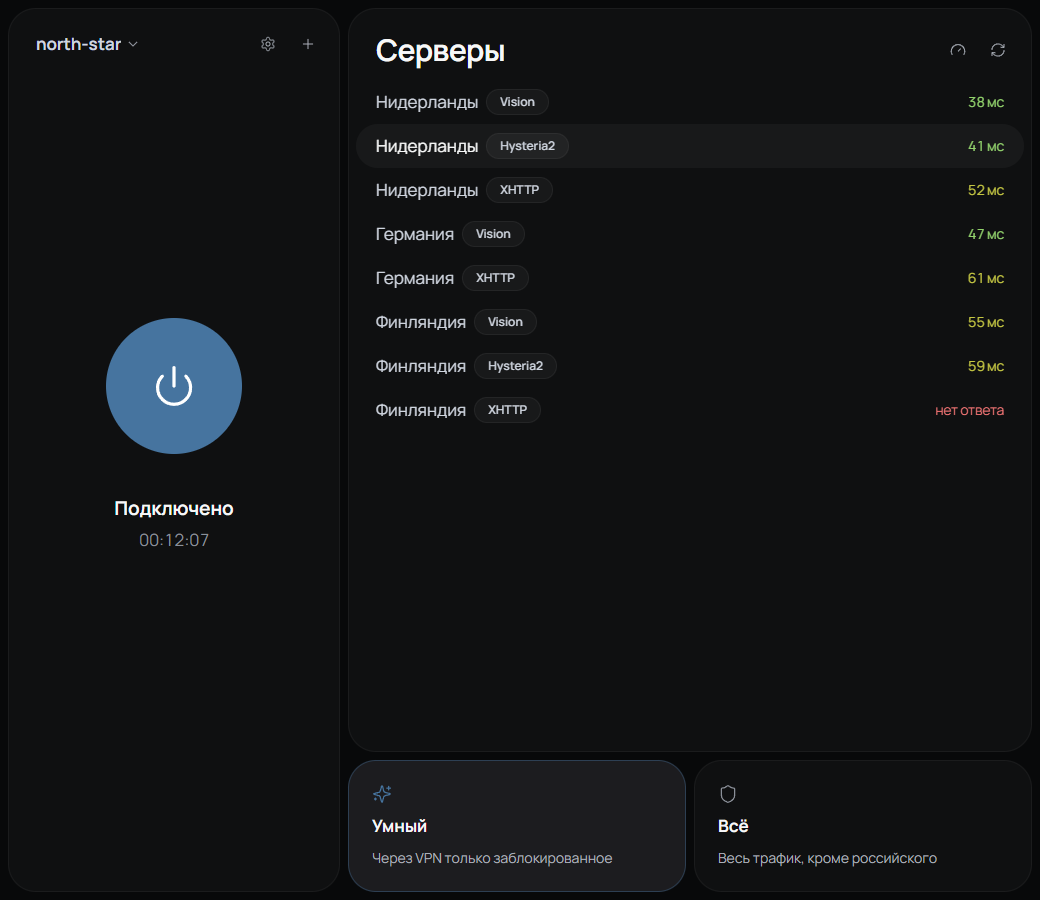 north-star
Подключено
00:12:07
Серверы
Нидерланды Vision 38 мс
Нидерланды Hysteria2 41 мс
Нидерланды XHTTP 52 мс
Германия Vision 47 мс
Германия XHTTP 61 мс
Финляндия Vision 55 мс
Финляндия Hysteria2 59 мс
Финляндия XHTTP нет ответа
Умный
Через VPN только заблокированное
Всё
Весь трафик, кроме российского